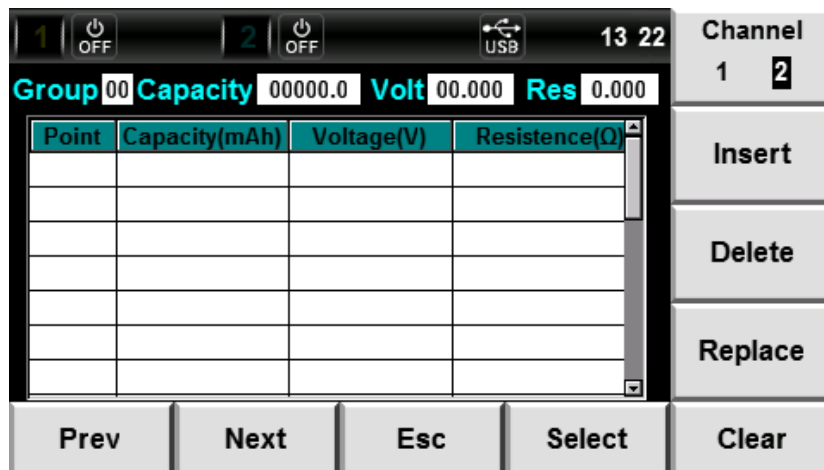 1 OFF 2 OFF USB 13 22
Channel
1 2
Group 00 Capacity 00000.0 Volt 00.000 Res 0.000
Point Capacity(mAh) Voltage(V) Resistence(Ω)
Insert
Delete
Replace
Prev Next Esc Select Clear